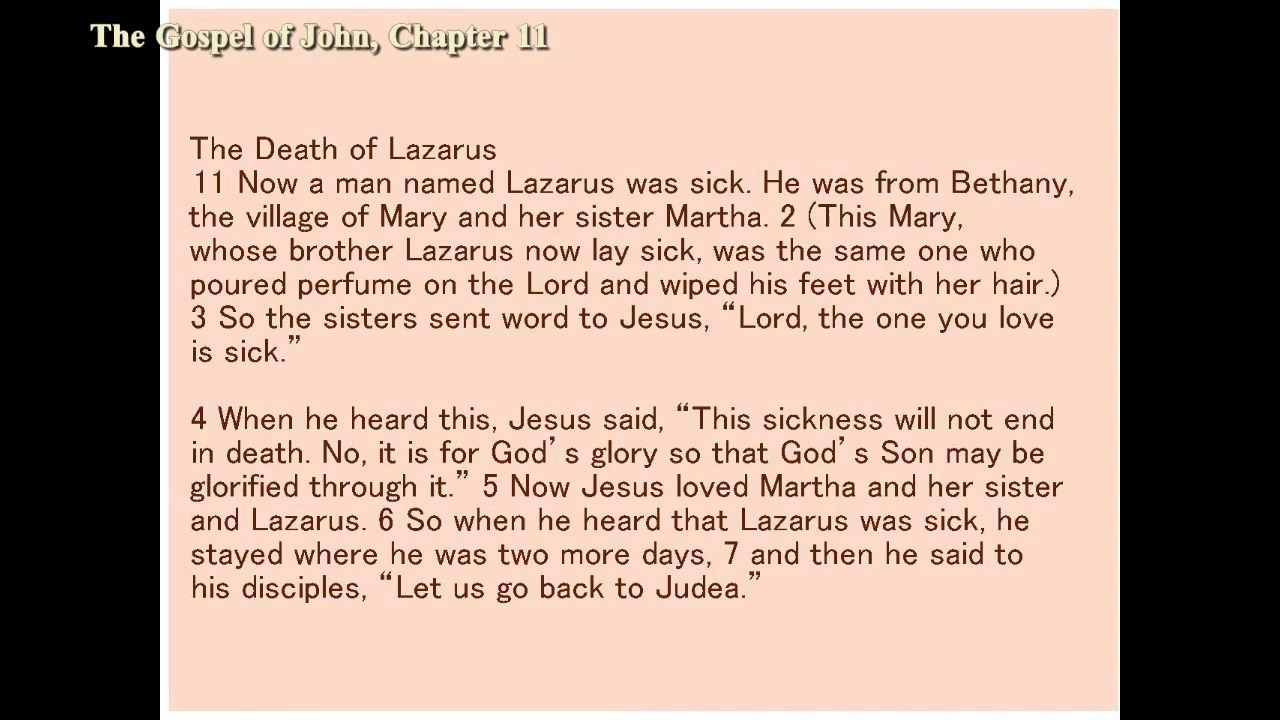 The Gospel of John, Chapter 11
The Death of Lazarus
11 Now a man named Lazarus was sick. He was from Bethany,
the village of Mary and her sister Martha. 2 (This Mary,
whose brother Lazarus now lay sick, was the same one who
poured perfume on the Lord and wiped his feet with her hair.)
3 So the sisters sent word to Jesus, “Lord, the one you love
is sick.”
4 When he heard this, Jesus said, “This sickness will not end
in death. No, it is for God’s glory so that God’s Son may be
glorified through it.” 5 Now Jesus loved Martha and her sister
and Lazarus. 6 So when he heard that Lazarus was sick, he
stayed where he was two more days, 7 and then he said to
his disciples, “Let us go back to Judea.”